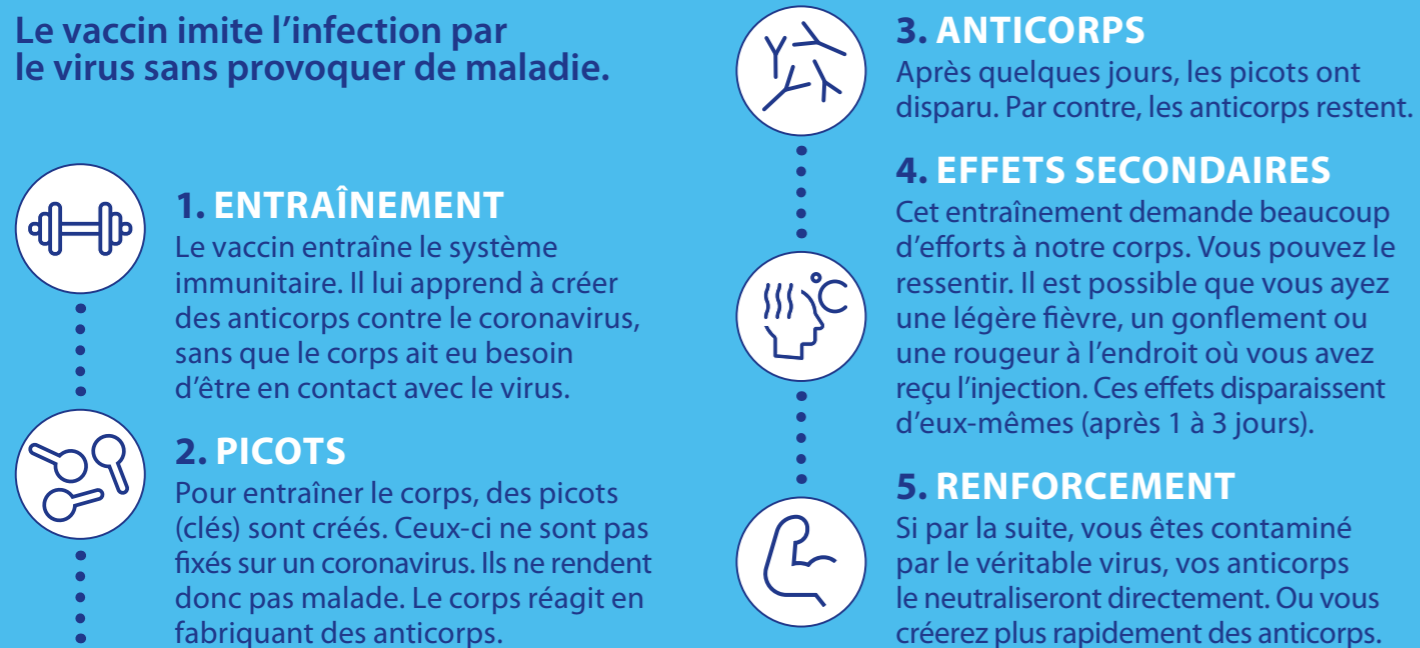 Le vaccin imite l’infection par
le virus sans provoquer de maladie.
1. ENTRAÎNEMENT
Le vaccin entraîne le système
immunitaire. Il lui apprend à créer
des anticorps contre le coronavirus,
sans que le corps ait eu besoin
d’être en contact avec le virus.
2. PICOTS
Pour entraîner le corps, des picots
(clés) sont créés. Ceux-ci ne sont pas
fixés sur un coronavirus. Ils ne rendent
donc pas malade. Le corps réagit en
fabriquant des anticorps.
3. ANTICORPS
Après quelques jours, les picots ont
disparu. Par contre, les anticorps restent.
4. EFFETS SECONDAIRES
Cet entraînement demande beaucoup
d’efforts à notre corps. Vous pouvez le
ressentir. Il est possible que vous ayez
une légère fièvre, un gonflement ou
une rougeur à l’endroit où vous avez
reçu l’injection. Ces effets disparaissent
d’eux-mêmes (après 1 à 3 jours).
°C
5. RENFORCEMENT
Si par la suite, vous êtes contaminé
par le véritable virus, vos anticorps
le neutraliseront directement. Ou vous
créerez plus rapidement des anticorps.